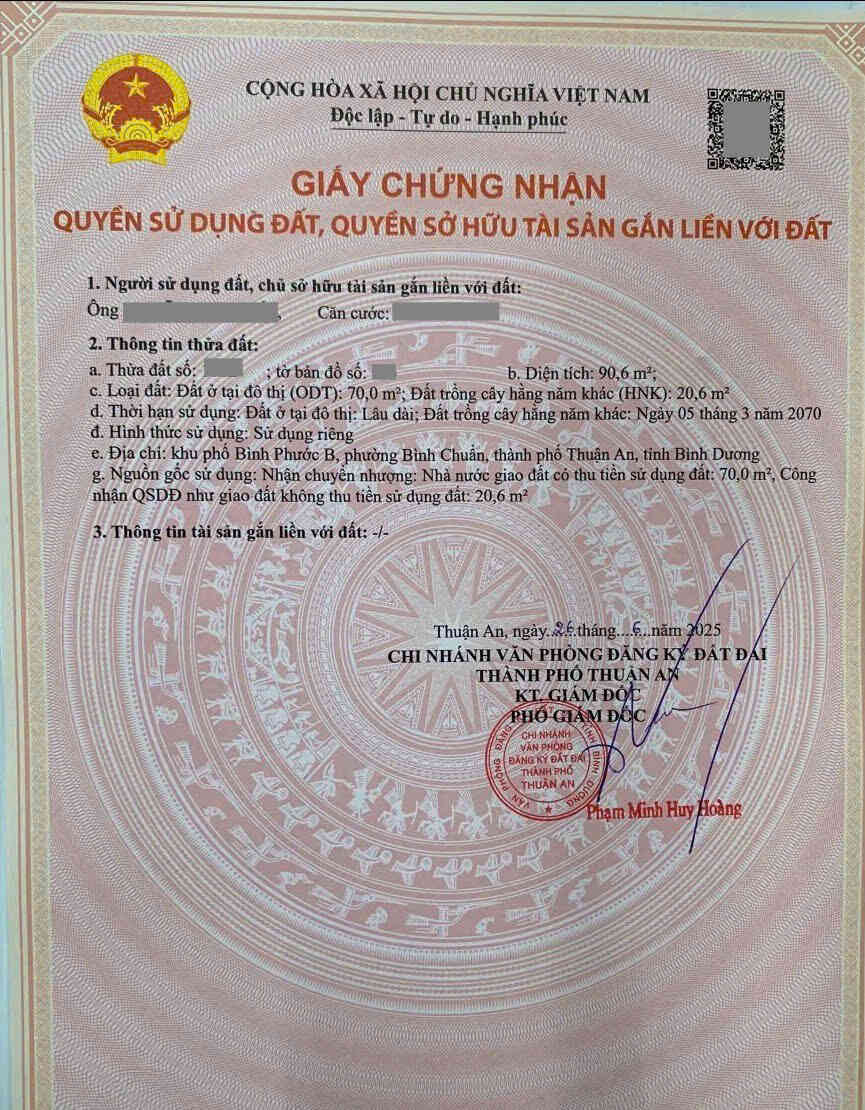 CỘNG HÒA XÃ HỘI CHỦ NGHĨA VIỆT NAM
Độc lập - Tự do - Hạnh phúc
GIẤY CHỨNG NHẬN
QUYỀN SỬ DỤNG ĐẤT, QUYỀN SỞ HỮU TÀI SẢN GẮN LIỀN VỚI ĐẤT
1. Người sử dụng đất, chủ sở hữu tài sản gắn liền với đất:
Ông , Căn cước:
2. Thông tin thửa đất:
a. Thửa đất số: ; tờ bản đồ số: b. Diện tích: 90,6 m²;
c. Loại đất: Đất ở tại đô thị (ODT): 70,0 m²; Đất trồng cây hằng năm khác (HNK): 20,6 m²
d. Thời hạn sử dụng: Đất ở tại đô thị: Lâu dài; Đất trồng cây hằng năm khác: Ngày 05 tháng 3 năm 2070
đ. Hình thức sử dụng: Sử dụng riêng
e. Địa chỉ: khu phố Bình Phước B, phường Bình Chuẩn, thành phố Thuận An, tỉnh Bình Dương
g. Nguồn gốc sử dụng: Nhận chuyển nhượng: Nhà nước giao đất có thu tiền sử dụng đất: 70,0 m², Công
nhận QSDĐ như giao đất không thu tiền sử dụng đất: 20,6 m²
3. Thông tin tài sản gắn liền với đất: -/-
Thuận An, ngày..26.tháng....6...năm 2025
CHI NHÁNH VĂN PHÒNG ĐĂNG KÝ ĐẤT ĐAI
THÀNH PHỐ THUẬN AN
KT. GIÁM ĐỐC
PHÓ GIÁM ĐỐC
CHI NHÁNH
VĂN PHÒNG
ĐĂNG KÝ ĐẤT ĐAI
THÀNH PHỐ
THUẬN AN
Phạm Minh Huy Hoàng